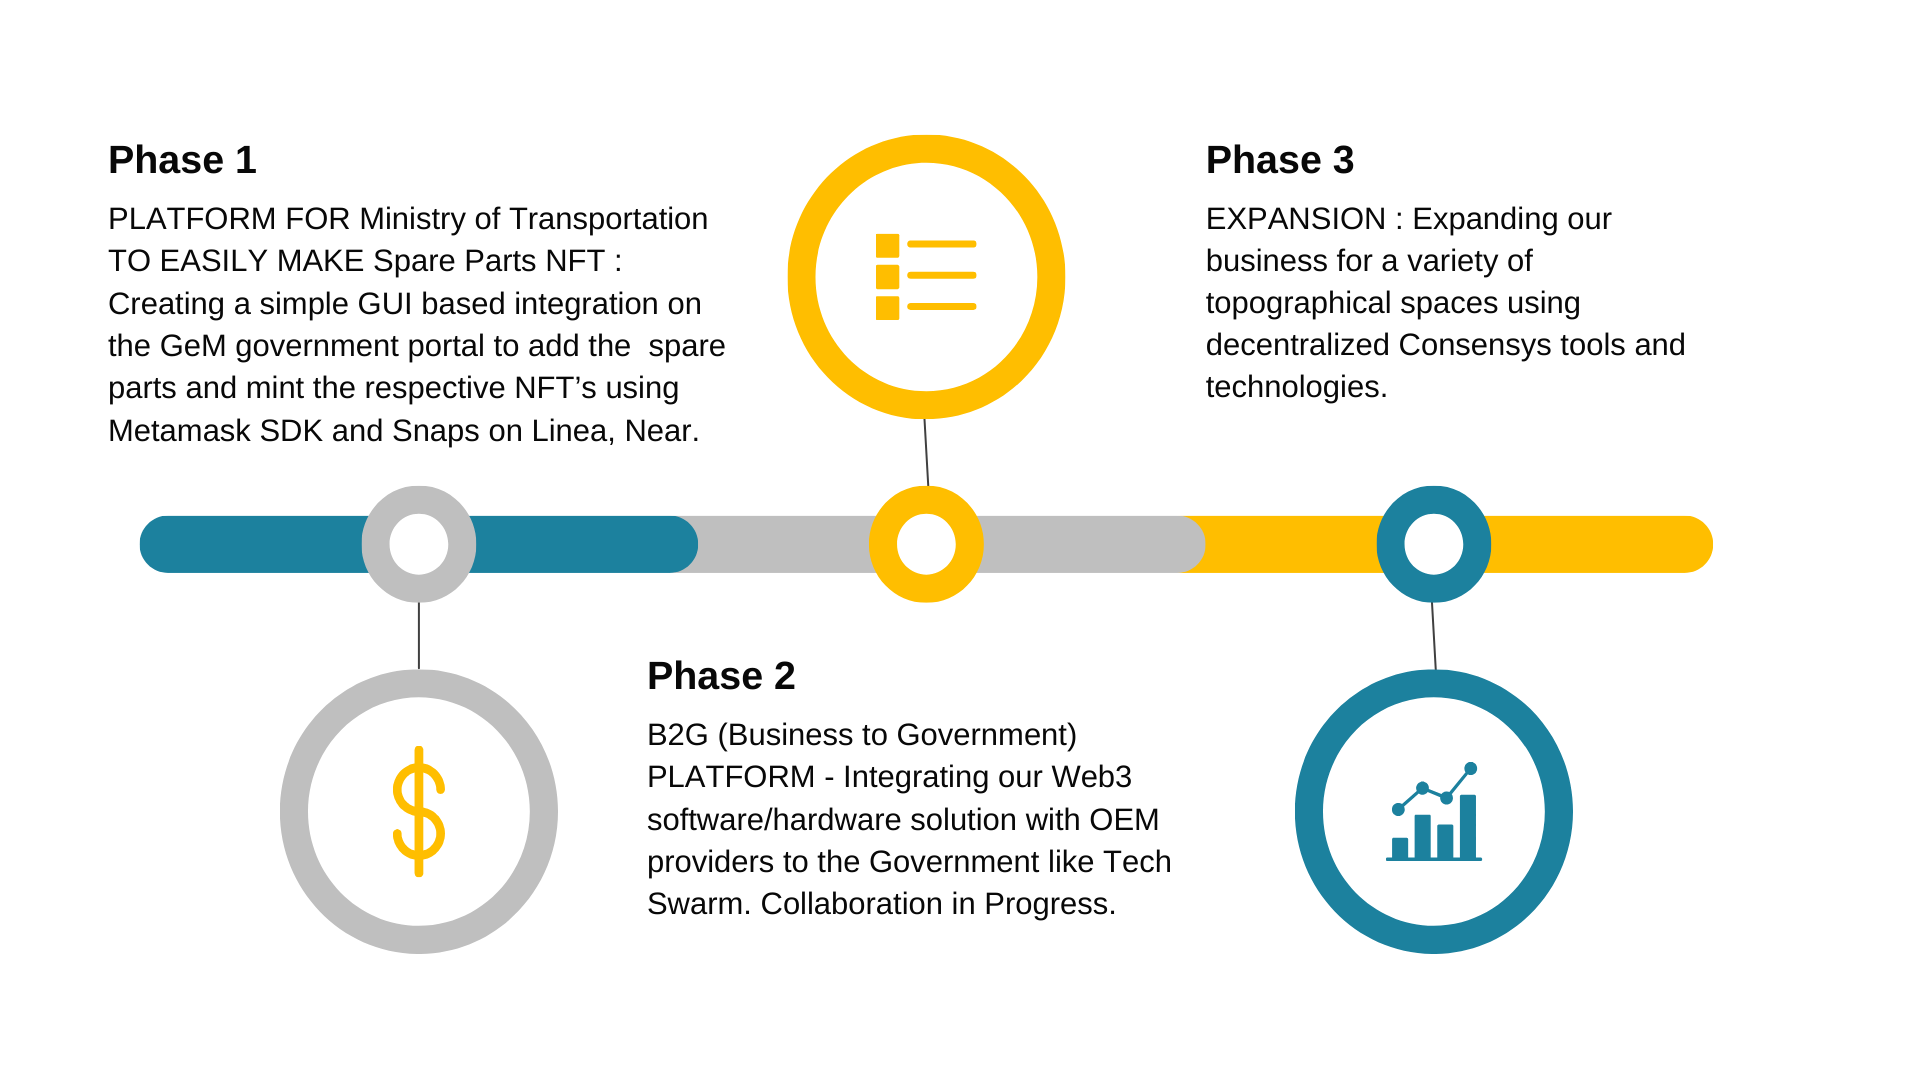 Phase 1
PLATFORM FOR Ministry of Transportation
TO EASILY MAKE Spare Parts NFT :
Creating a simple GUI based integration on
the GeM government portal to add the  spare
parts and mint the respective NFT’s using
Metamask SDK and Snaps on Linea, Near.
Phase 2
B2G (Business to Government)
PLATFORM - Integrating our Web3
software/hardware solution with OEM
providers to the Government like Tech
Swarm. Collaboration in Progress.
Phase 3
EXPANSION : Expanding our
business for a variety of
topographical spaces using
decentralized Consensys tools and
technologies.